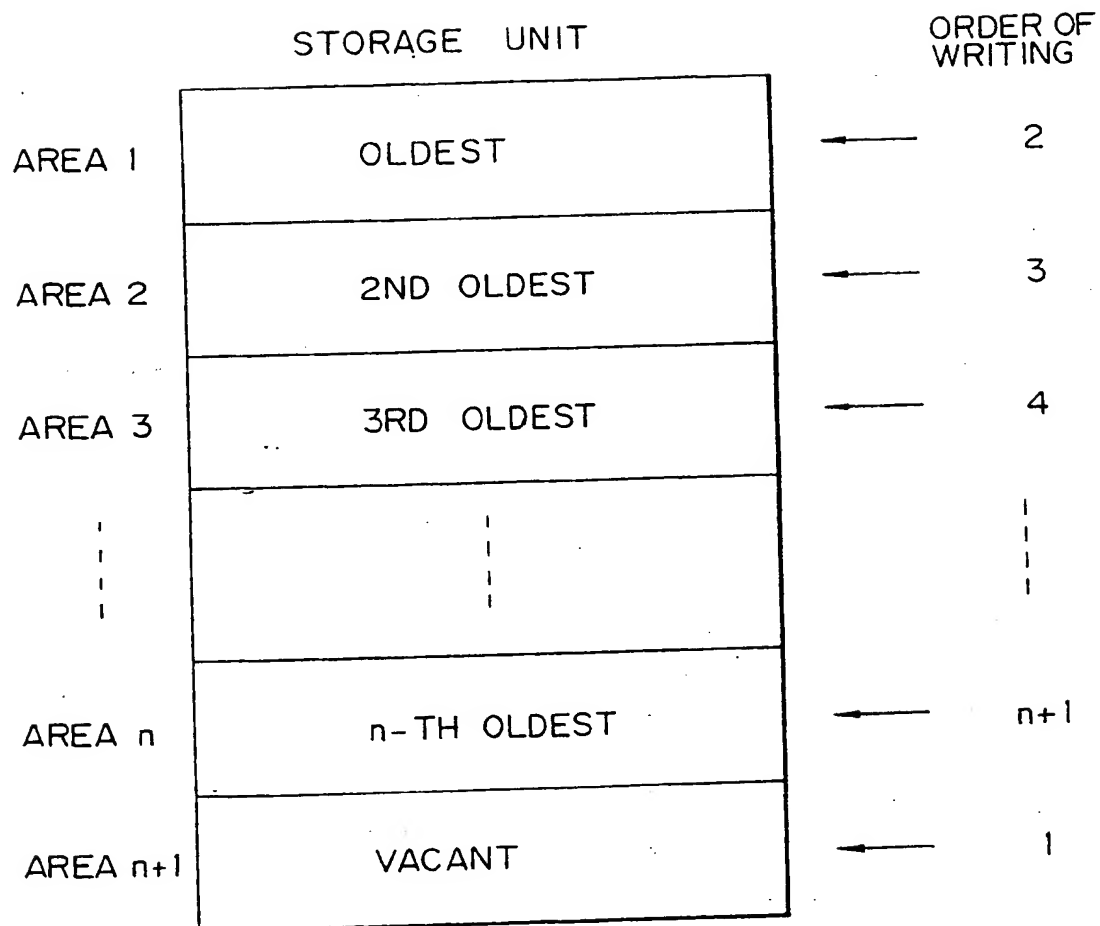 STORAGE UNIT
ORDER OF
WRITING
AREA 1 OLDEST 2
AREA 2 2ND OLDEST 3
AREA 3 3RD OLDEST 4
AREA n n-TH OLDEST n+1
AREA n+1 VACANT 1